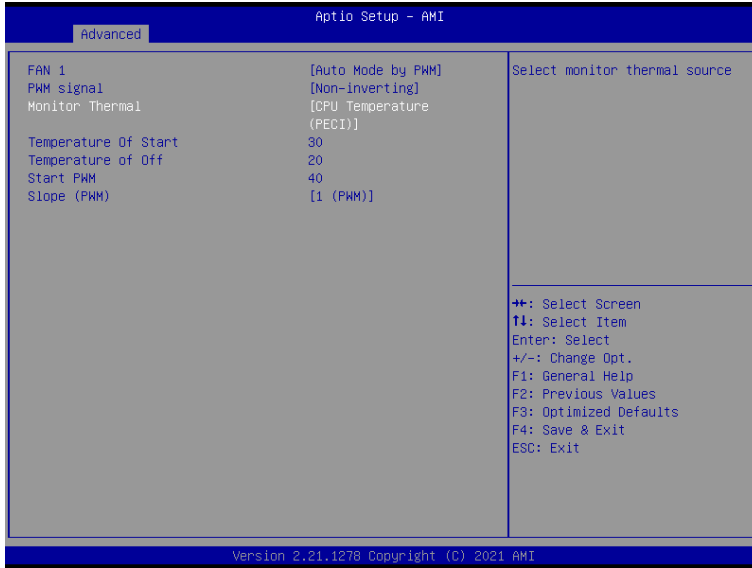 Aptio Setup – AMI
Advanced
FAN 1 [Auto Mode by PWM]
PWM signal [Non-inverting]
Monitor Thermal [CPU Temperature
(PECI)]
Temperature Of Start 30
Temperature of Off 20
Start PWM 40
Slope (PWM) [1 (PWM)]
Select monitor thermal source
→←: Select Screen
↑↓: Select Item
Enter: Select
+/-: Change Opt.
F1: General Help
F2: Previous Values
F3: Optimized Defaults
F4: Save & Exit
ESC: Exit
Version 2.21.1278 Copyright (C) 2021 AMI